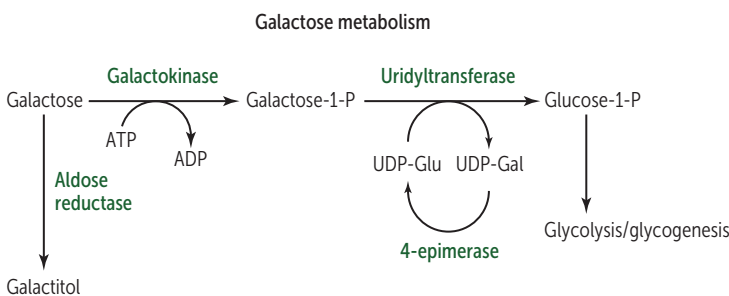 Galactose metabolism
Galactokinase
Uridyltransferase
Galactose
Galactose-1-P
Glucose-1-P
ATP
ADP
UDP-Glu
UDP-Gal
Aldose
reductase
4-epimerase
Glycolysis/glycogenesis
Galactitol